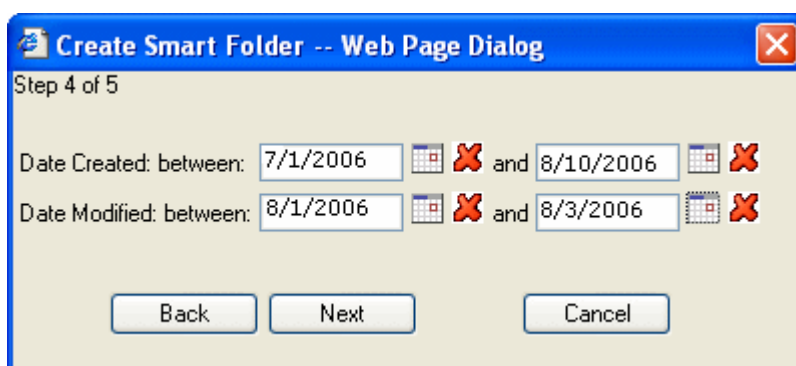 Create Smart Folder -- Web Page Dialog
Step 4 of 5
Date Created: between: 7/1/2006 and 8/10/2006
Date Modified: between: 8/1/2006 and 8/3/2006
Back Next Cancel